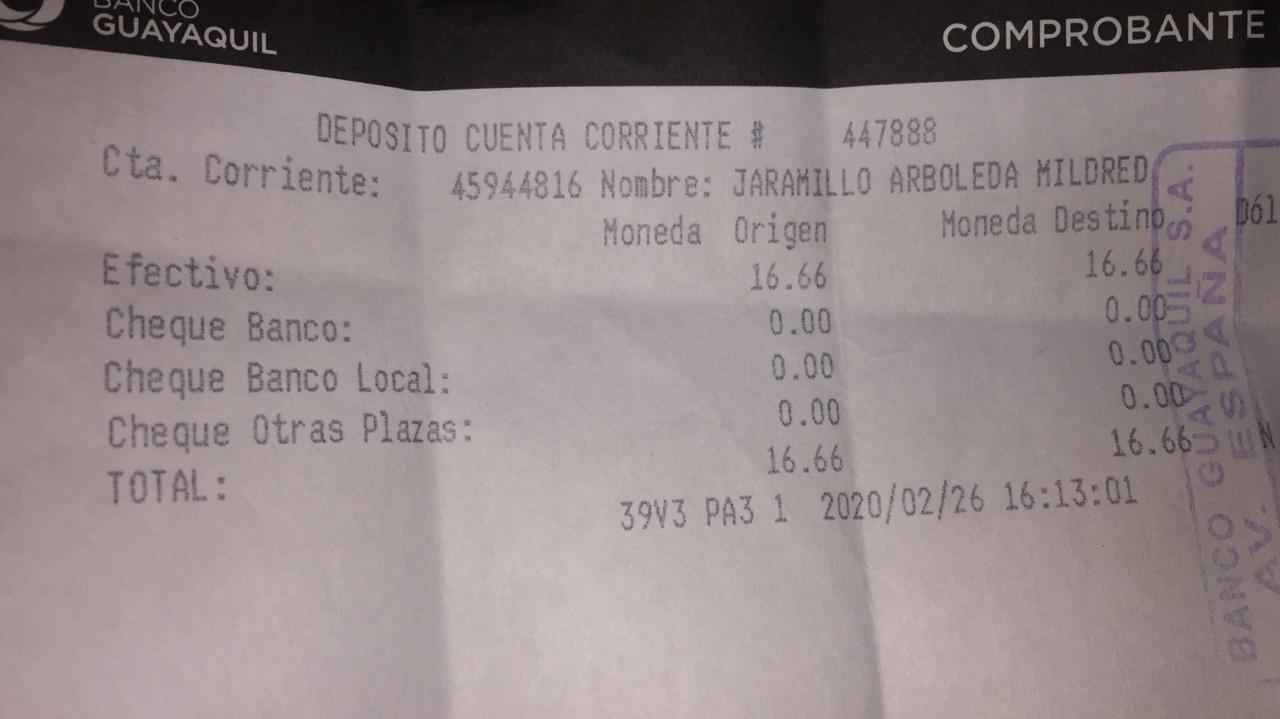 BANCO
GUAYAQUIL
COMPROBANTE
DEPOSITO CUENTA CORRIENTE # 447888
Cta. Corriente: 45944816 Nombre: JARAMILLO ARBOLEDA MILDRED
Moneda Origen Moneda Destino Dól
Efectivo: 16.66 16.66
Cheque Banco: 0.00 0.00
Cheque Banco Local: 0.00 0.00
Cheque Otras Plazas: 0.00 0.00
TOTAL: 16.66 16.66 N
39V3 PA3 1 2020/02/26 16:13:01
BANCO GUAYAQUIL S.A.
AV. ESPAÑA